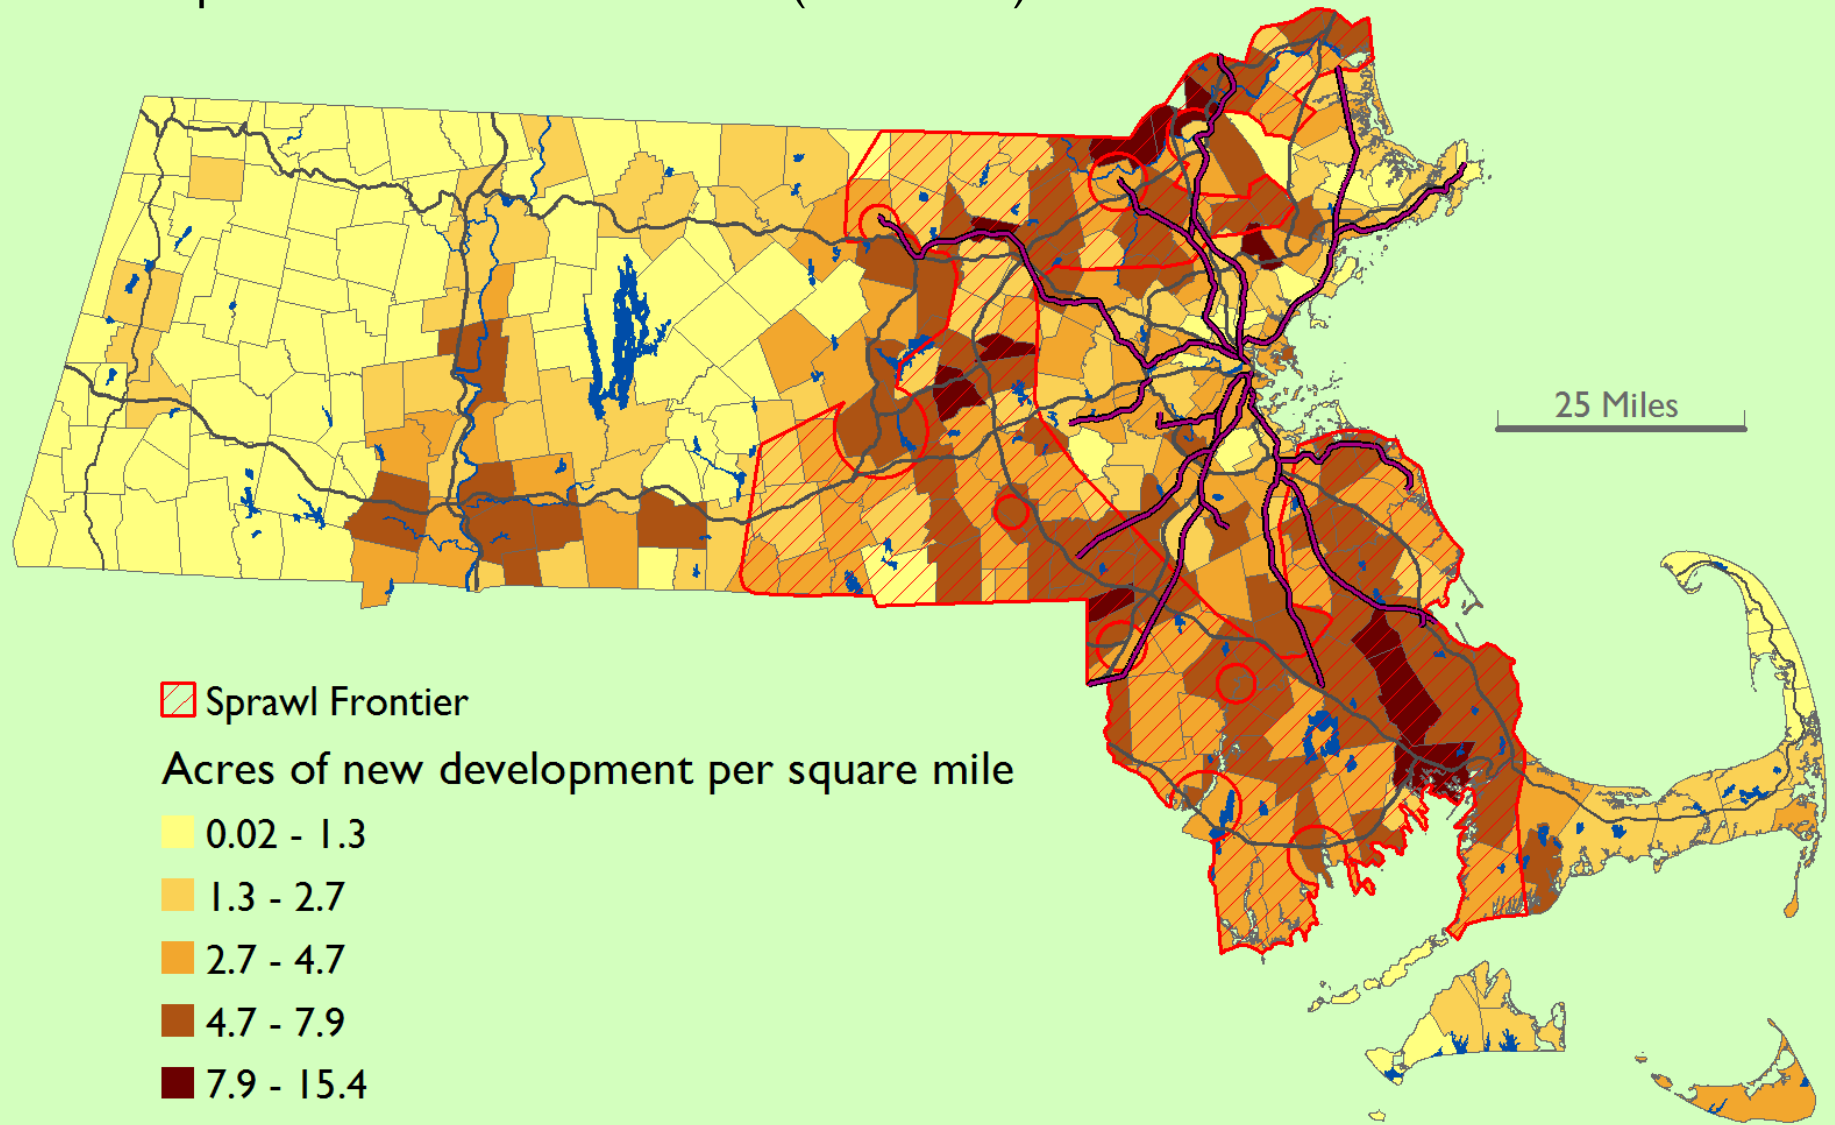 25 Miles
Sprawl Frontier
Acres of new development per square mile
0.02 - 1.3
1.3 - 2.7
2.7 - 4.7
4.7 - 7.9
7.9 - 15.4